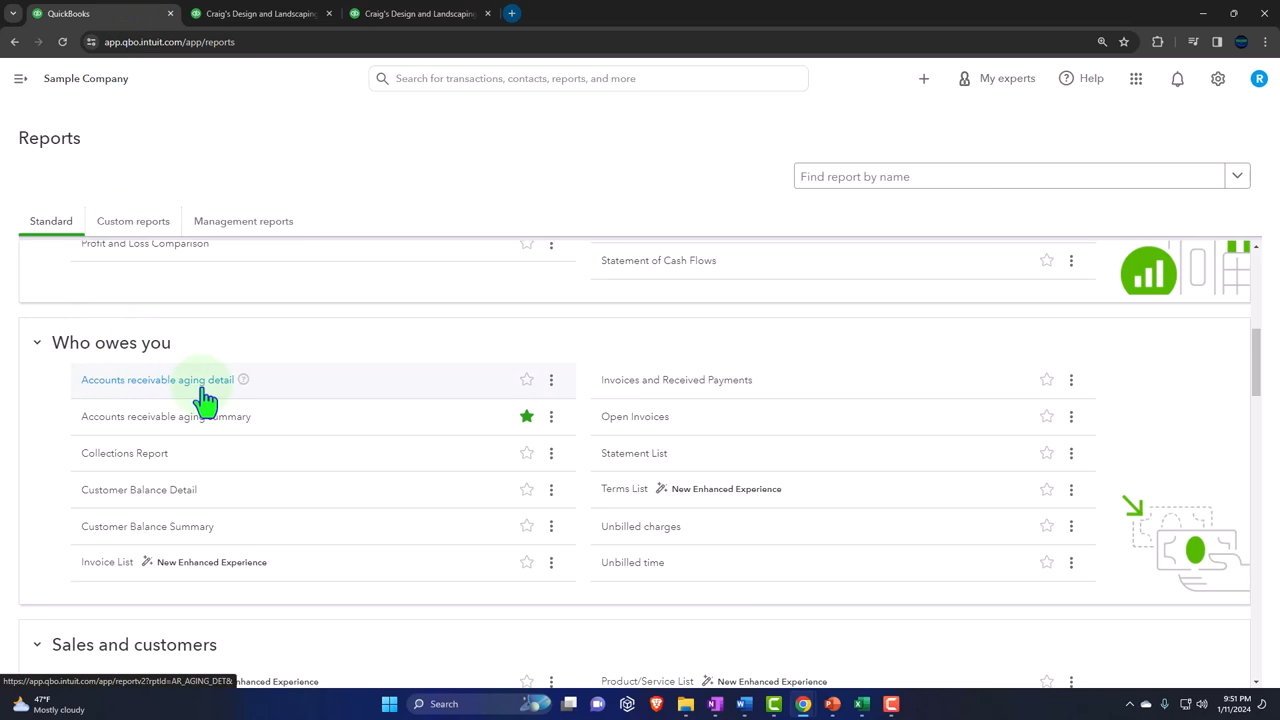 QuickBooks
Craig's Design and Landscaping
Craig's Design and Landscaping
app.qbo.intuit.com/app/reports
Sample Company
Search for transactions, contacts, reports, and more
My experts
Help
R
Reports
Find report by name
Standard
Custom reports
Management reports
Profit and Loss Comparison
Statement of Cash Flows
Who owes you
Accounts receivable aging detail
Invoices and Received Payments
Accounts receivable aging summary
Open Invoices
Collections Report
Statement List
Customer Balance Detail
Terms List New Enhanced Experience
Customer Balance Summary
Unbilled charges
Invoice List New Enhanced Experience
Unbilled time
Sales and customers
https://app.qbo.intuit.com/app/reportv2?rptId=AR_AGING_DET&
hanced Experience
Product/Service List New Enhanced Experience
47°F
Mostly cloudy
Search
9:51 PM
1/11/2024